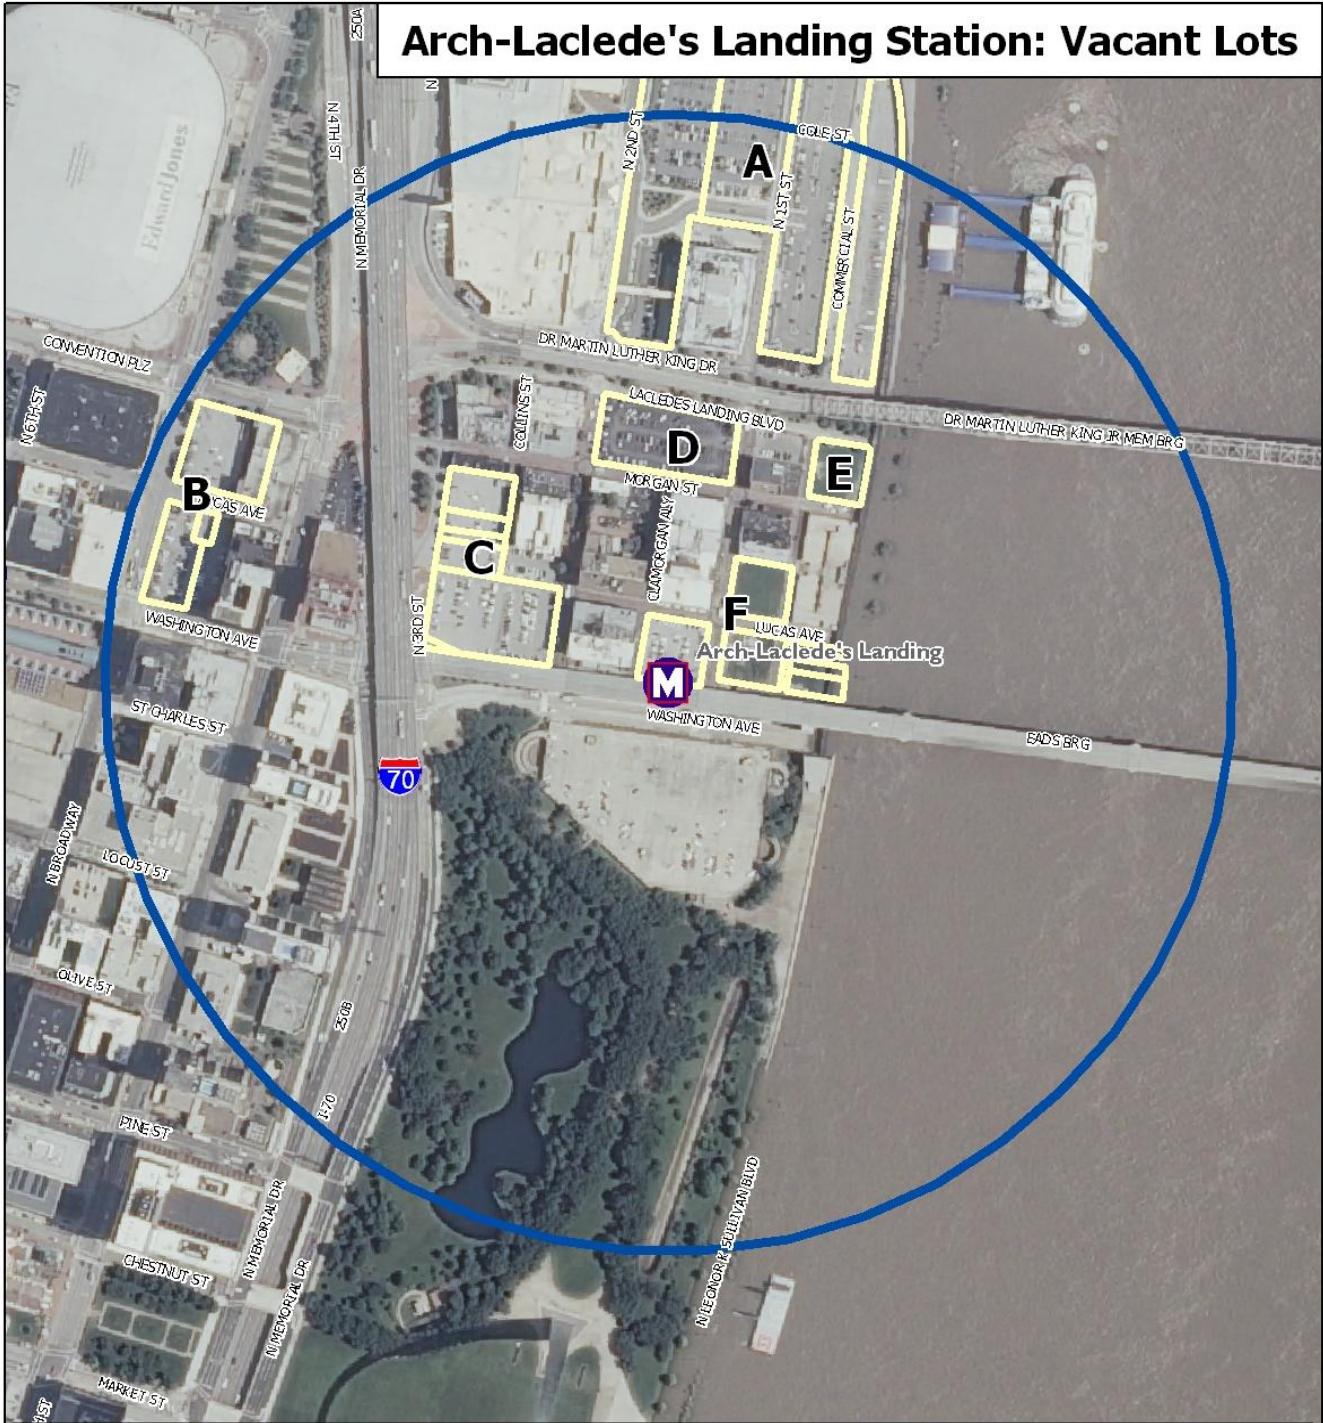 Arch-Laclede's Landing Station: Vacant Lots
250A
N
N 4TH ST
N 2ND ST
COLE ST
A
Edward Jones
N MEMORIAL DR
N 1ST ST
COMMERCIAL ST
CONVENTION PLZ
DR MARTIN LUTHER KING DR
N 6TH ST
COLLINS ST
LACLEDES LANDING BLVD
DR MARTIN LUTHER KING JR MEM BRG
D
E
MORGAN ST
B
CLAMORGAN ALY
C
N 3RD ST
F
LUCAS AVE
WASHINGTON AVE
Arch-Laclede's Landing
M
ST CHARLES ST
WASHINGTON AVE
EADS BRG
70
N BROADWAY
LOCUST ST
OLIVE ST
250B
I-70
PINE ST
N LEONOR K SULLIVAN BLVD
N MEMORIAL DR
CHESTNUT ST
N MEMORIAL DR
MARKET ST